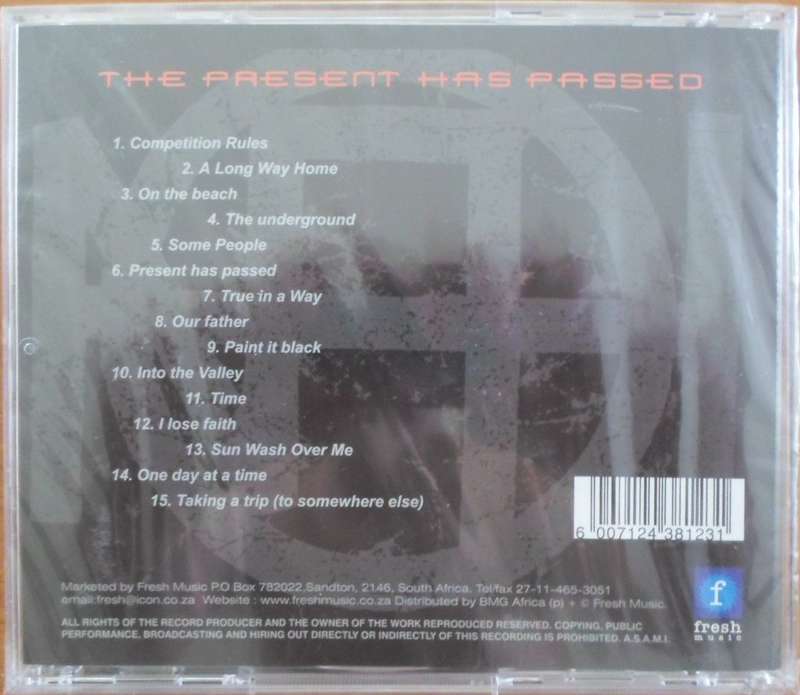 THE PRESENT HAS PASSED
1. Competition Rules
2. A Long Way Home
3. On the beach
4. The underground
5. Some People
6. Present has passed
7. True in a Way
8. Our father
9. Paint it black
10. Into the Valley
11. Time
12. I lose faith
13. Sun Wash Over Me
14. One day at a time
15. Taking a trip (to somewhere else)
6 007124 381231
Marketed by Fresh Music P.O Box 782022,Sandton, 2146, South Africa. Tel/fax 27-11-465-3051
email:fresh@icon.co.za Website : www.freshmusic.co.za Distributed by BMG Africa (p) + © Fresh Music.
ALL RIGHTS OF THE RECORD PRODUCER AND THE OWNER OF THE WORK REPRODUCED RESERVED. COPYING, PUBLIC
PERFORMANCE, BROADCASTING AND HIRING OUT DIRECTLY OR INDIRECTLY OF THIS RECORDING IS PROHIBITED. A.S.A.M.I.
f
fresh
music